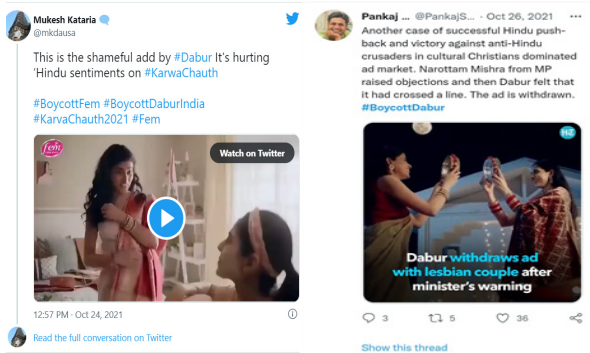 Mukesh Kataria
@mkdausa
This is the shameful add by #Dabur It's hurting
'Hindu sentiments on #KarwaChauth
#BoycottFem #BoycottDaburIndia
#KarvaChauth2021 #Fem
fem
Watch on Twitter
12:57 PM · Oct 24, 2021
Read the full conversation on Twitter
Pankaj ... @PankajS... · Oct 26, 2021
Another case of successful Hindu push-
back and victory against anti-Hindu
crusaders in cultural Christians dominated
ad market. Narottam Mishra from MP
raised objections and then Dabur felt that
it had crossed a line. The ad is withdrawn.
#BoycottDabur
HZ
Dabur withdraws ad
with lesbian couple after
minister's warning
3 5 36
Show this thread